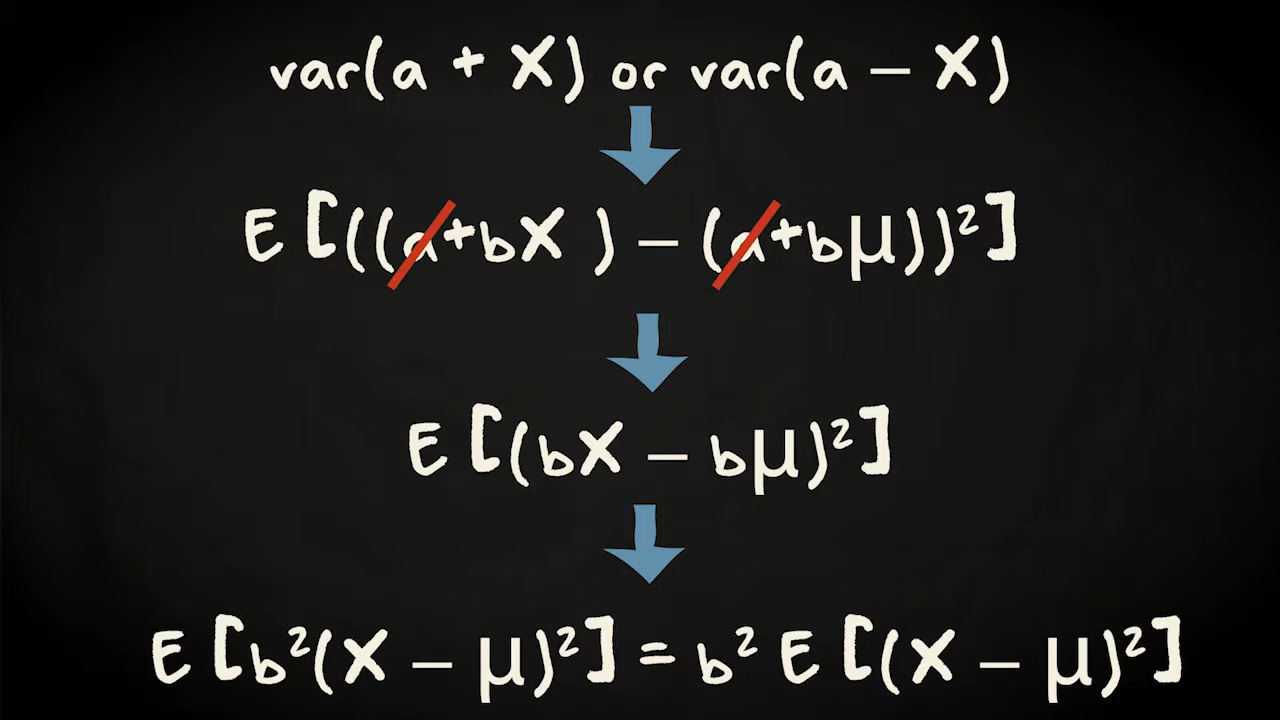 var(a + X) or var(a − X)
E [((a+bX ) − (a+bμ))²]
E [(bX − bμ)²]
E [b²(X − μ)²] = b² E [(X − μ)²]